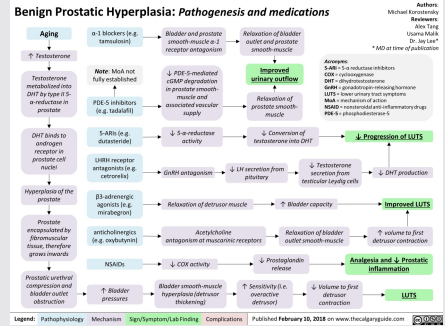 Benign Prostatic Hyperplasia: Pathogenesis and medications
Authors:
Michael Korostensky
Reviewers:
Alex Tang
Usama Malik
Dr. Jay Lee*
* MD at time of publication
Aging
↑ Testosterone
Testosterone
metabolized into
DHT by type II 5-
α-reductase in
prostate
DHT binds to
androgen
receptor in
prostate cell
nuclei
Hyperplasia of the
prostate
Prostate
encapsulated by
fibromuscular
tissue, therefore
grows inwards
Prostatic urethral
compression and
bladder outlet
obstruction
α-1 blockers (e.g.
tamsulosin)
Bladder and prostate
smooth-muscle α-1
receptor antagonism
Relaxation of bladder
outlet and prostate
smooth-muscle
Note: MoA not
fully established
PDE-5 inhibitors
(e.g. tadalafil)
↓ PDE-5-mediated
cGMP degradation
in prostate smooth-
muscle and
associated vascular
supply
Improved
urinary outflow
Relaxation of
prostate smooth-
muscle
Acronyms
5-ARIs = 5-α reductase inhibitors
COX = cyclooxygenase
DHT = dihydrotestosterone
GnRH = gonadotropin-releasing hormone
LUTS = lower urinary tract symptoms
MoA = mechanism of action
NSAIDS = nonsteroidal anti-inflammatory drugs
PDE-5 = phosphodiesterase-5
5-ARIs (e.g.
dutasteride)
↓ 5-α-reductase
activity
↓ Conversion of
testosterone into DHT
↓ Progression of LUTS
LHRH receptor
antagonists (e.g.
cetrorelix)
GnRH antagonism
↓ LH secretion from
pituitary
↓ Testosterone
secretion from
testicular Leydig cells
↓ DHT production
β3-adrenergic
agonists (e.g.
mirabegron)
Relaxation of detrusor muscle
↑ Bladder capacity
Improved LUTS
anticholinergics
(e.g. oxybutynin)
Acetylcholine
antagonism at muscarinic receptors
Relaxation of bladder
outlet smooth-muscle
↑ volume to first
detrusor contraction
NSAIDs
↓ COX activity
↓ Prostaglandin
release
Analgesia and ↓ Prostatic
inflammation
↑ Bladder
pressures
Bladder smooth-muscle
hyperplasia (detrusor
thickening)
↑ Sensitivity (i.e.
overactive
detrusor)
↓ Volume to first
detrusor
contraction
LUTS
Legend: Pathophysiology Mechanism Sign/Symptom/Lab Finding Complications Published February 10, 2018 on www.thecalgaryguide.com